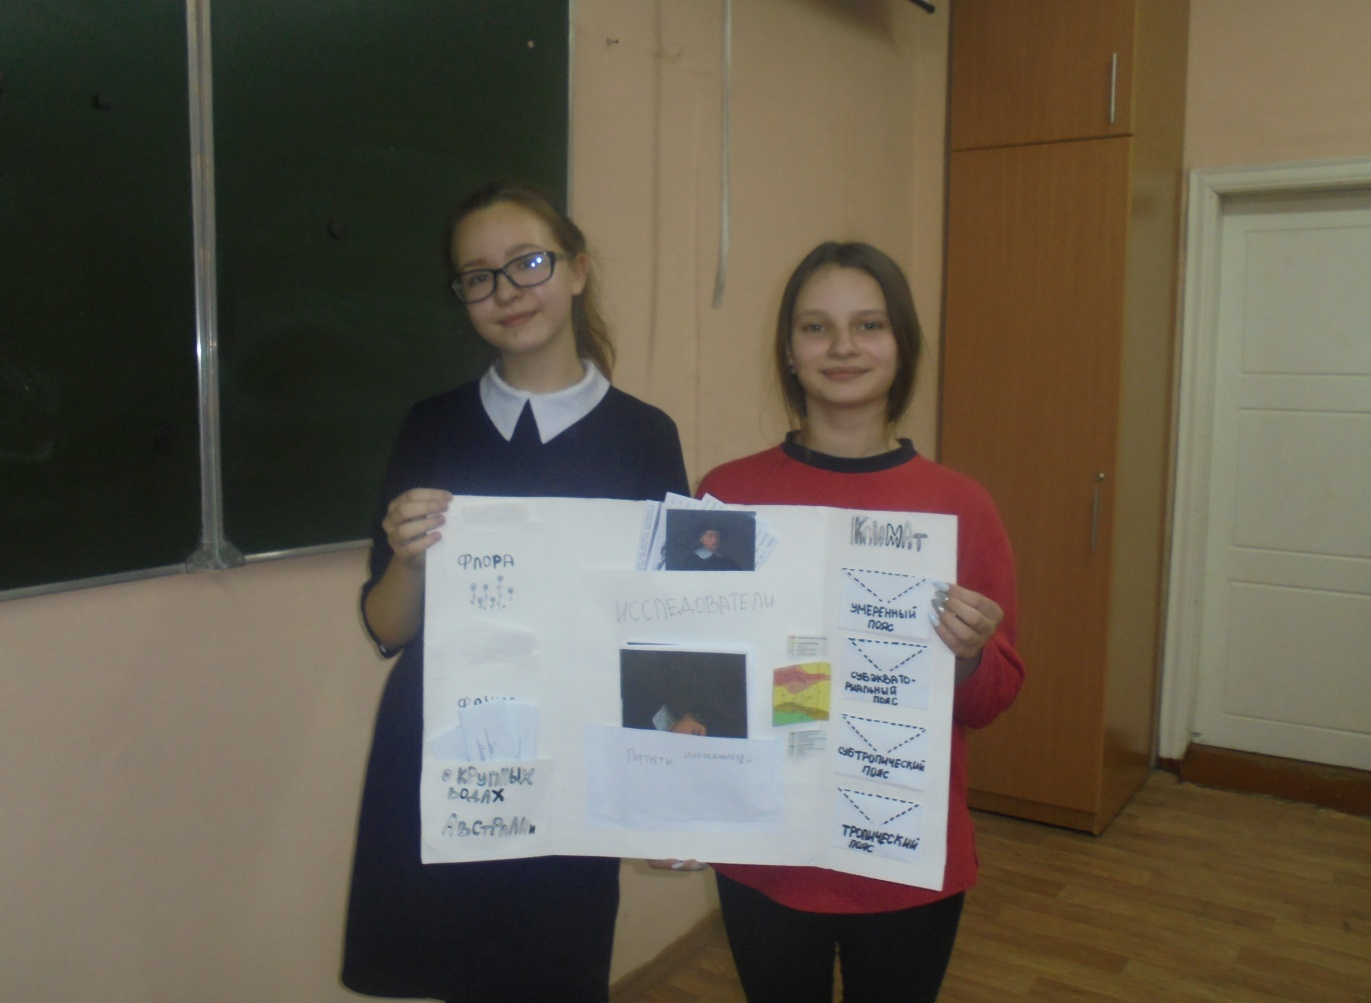 ФЛОРА
О КРУПНЫХ
ВОДАХ
АВСТРАЛИИ
ИССЛЕДОВАТЕЛИ
КЛИМАТ
УМЕРЕННЫЙ
ПОЯС
СУБЭКВАТО-
РИАЛЬНЫЙ
ПОЯС
СУБТРОПИЧЕСКИЙ
ПОЯС
ТРОПИЧЕСКИЙ
ПОЯС